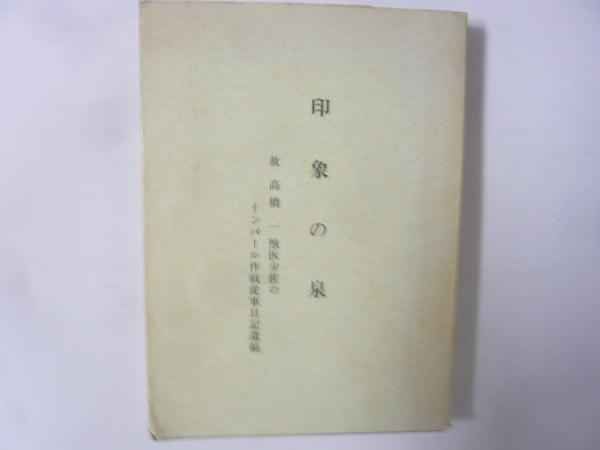 印象の泉
故高橋一獣医少佐の
インパール作戦従軍日記遺稿